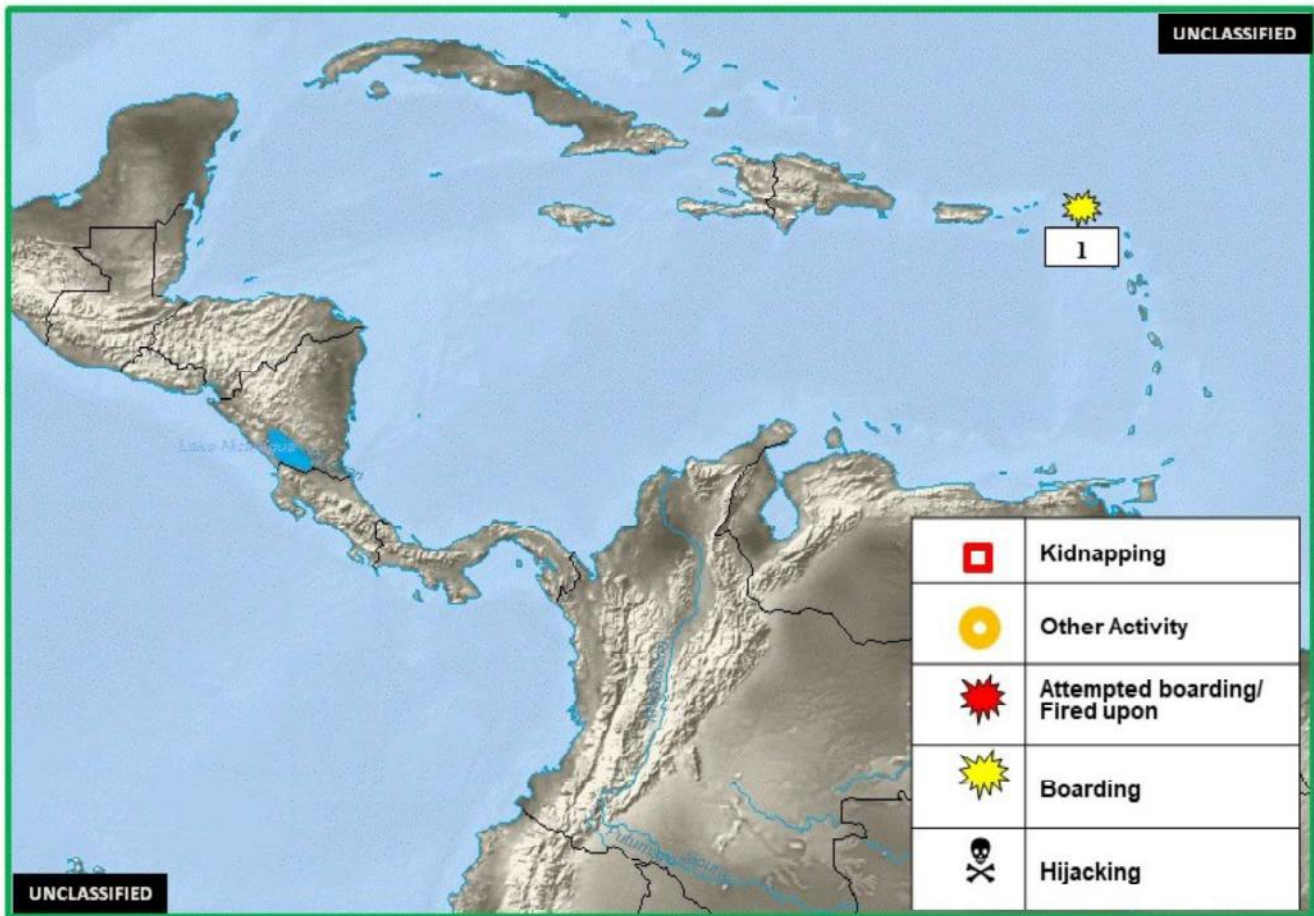 UNCLASSIFIED
1
Kidnapping
Other Activity
Attempted boarding/
Fired upon
Boarding
Hijacking
UNCLASSIFIED